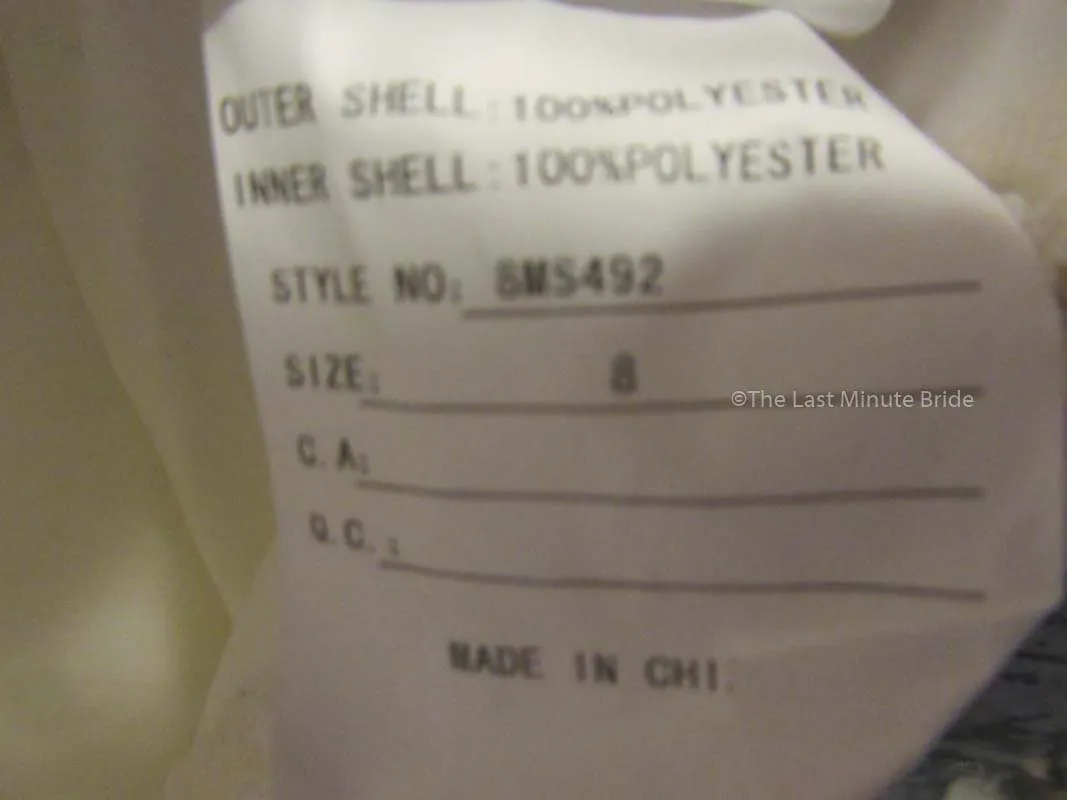 OUTER SHELL: 100%POLYESTER
INNER SHELL: 100%POLYESTER
STYLE NO: 8MS492
SIZE: 8
©The Last Minute Bride
C. A:
Q.C.:
MADE IN CHI.